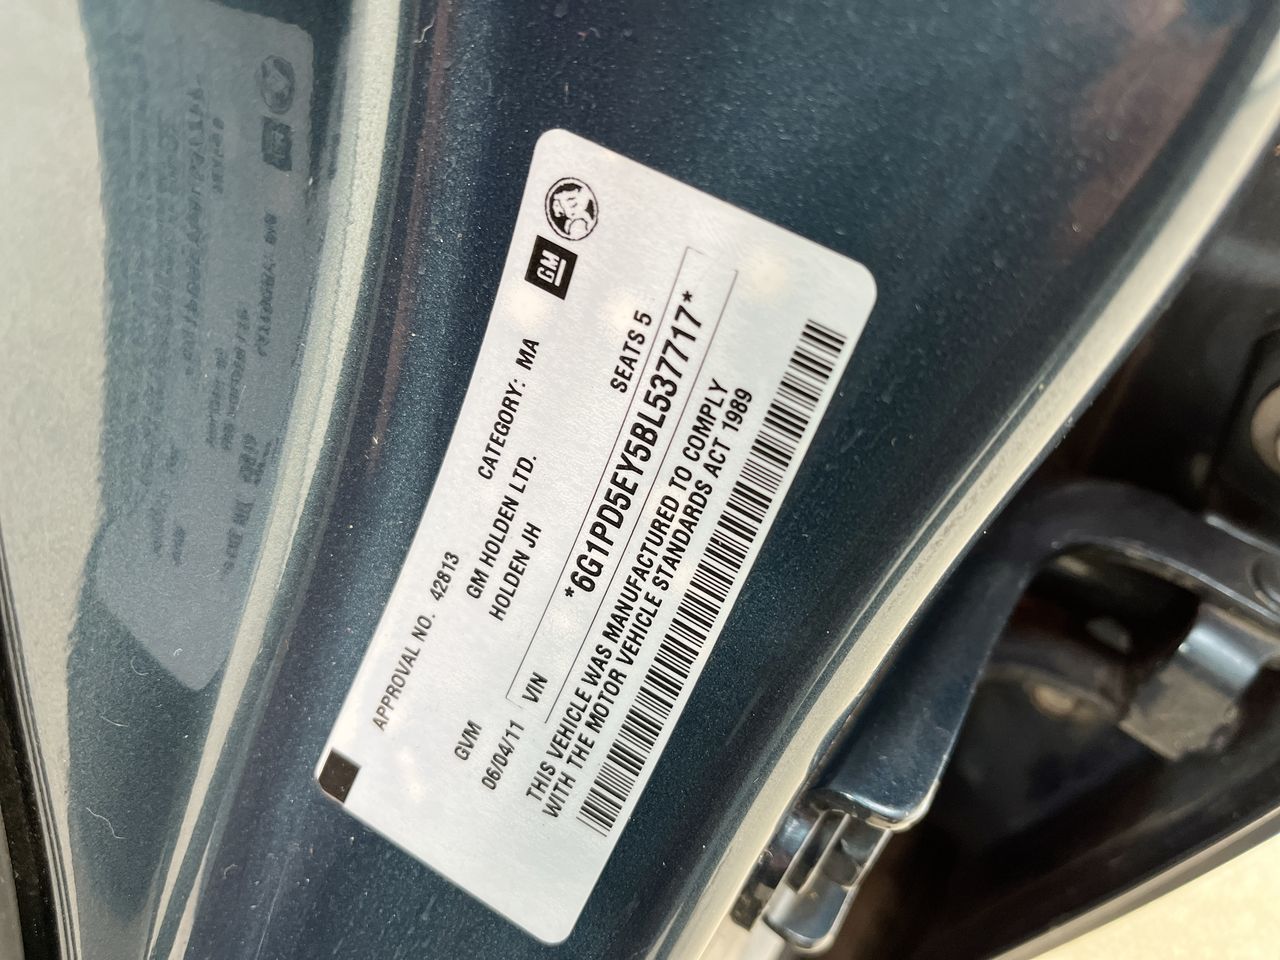 APPROVAL NO. 42813 CATEGORY: MA GM
GM HOLDEN LTD.
GVM HOLDEN JH
06/04/11 SEATS 5
VIN *6G1PD5EY5BL537717*
THIS VEHICLE WAS MANUFACTURED TO COMPLY
WITH THE MOTOR VEHICLE STANDARDS ACT 1989